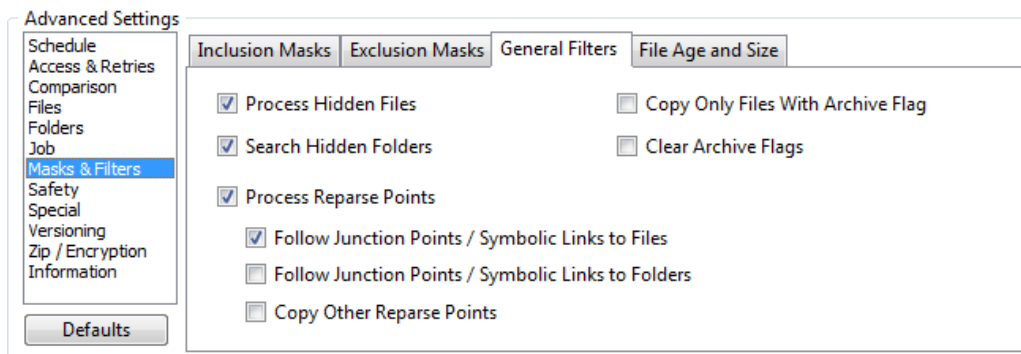 Advanced Settings
Schedule
Access & Retries
Comparison
Files
Folders
Job
Masks & Filters
Safety
Special
Versioning
Zip / Encryption
Information
Defaults
Inclusion Masks Exclusion Masks General Filters File Age and Size
Process Hidden Files Copy Only Files With Archive Flag
Search Hidden Folders Clear Archive Flags
Process Reparse Points
Follow Junction Points / Symbolic Links to Files
Follow Junction Points / Symbolic Links to Folders
Copy Other Reparse Points